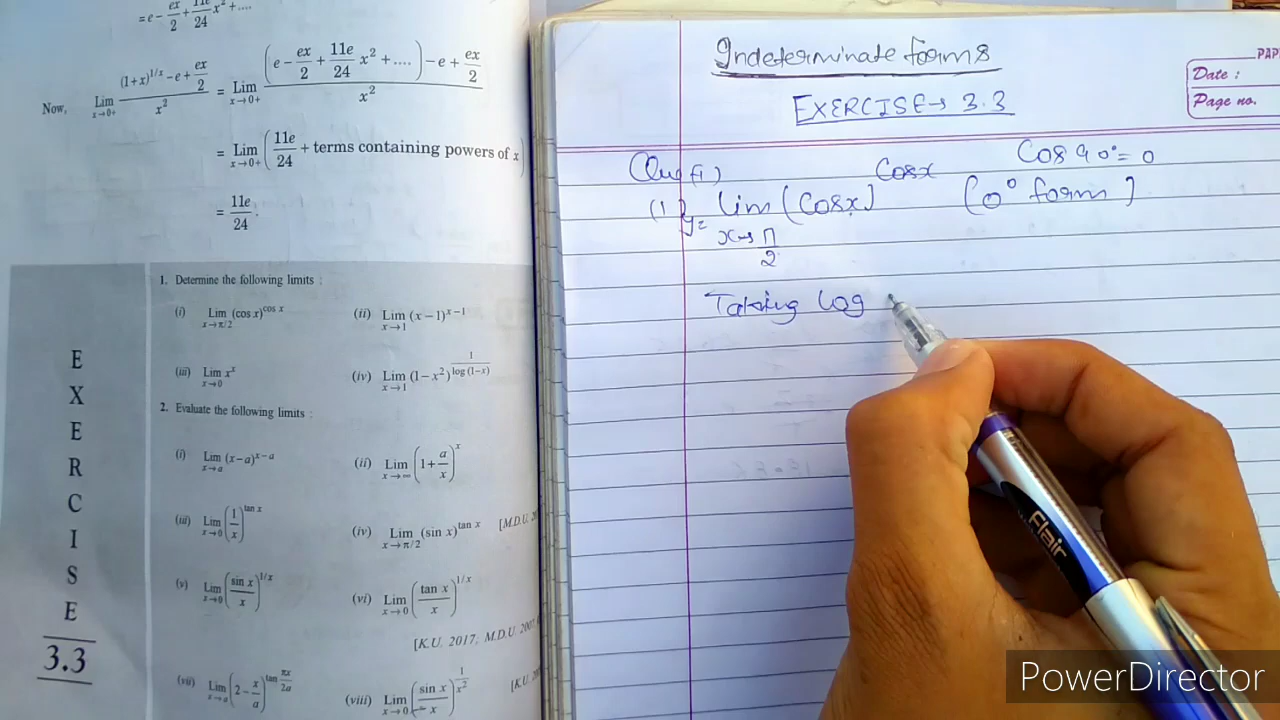 = e − ex/2 + 11e/24 x² + ....
Now, Lim x→0+ ((1+x)^{1/x} − e + ex/2)/x² = Lim x→0+ ((e − ex/2 + 11e/24 x² + ....) − e + ex/2)/x²
= Lim x→0+ (11e/24 + terms containing powers of x)
= 11e/24.
EXERCISE
3.3
1. Determine the following limits :
(i) Lim x→π/2 (cos x)^{cos x} (ii) Lim x→1 (x−1)^{x−1}
(iii) Lim x→0 x^x (iv) Lim x→1 (1−x²)^{1/log (1−x)}
2. Evaluate the following limits :
(i) Lim x→a (x−a)^{x−a} (ii) Lim x→∞ (1+a/x)^x
(iii) Lim x→0 (1/x)^{tan x} (iv) Lim x→π/2 (sin x)^{tan x} [M.D.U.
(v) Lim x→0 (sin x/x)^{1/x} (vi) Lim x→0 (tan x/x)^{1/x}
[K.U. 2017; M.D.U.
(vii) Lim x→a (2−x/a)^{tan πx/2a} (viii) Lim x→0 (sin x/x)^{1/x²} [K.U.
Indeterminate forms
EXERCISE→ 3.3
PAP
Date :
Page no.
Cos 90°= 0
(1) y= lim x→π/2 (Cosx)^{Cosx} (0° form)
Taking log
Flair
PowerDirector